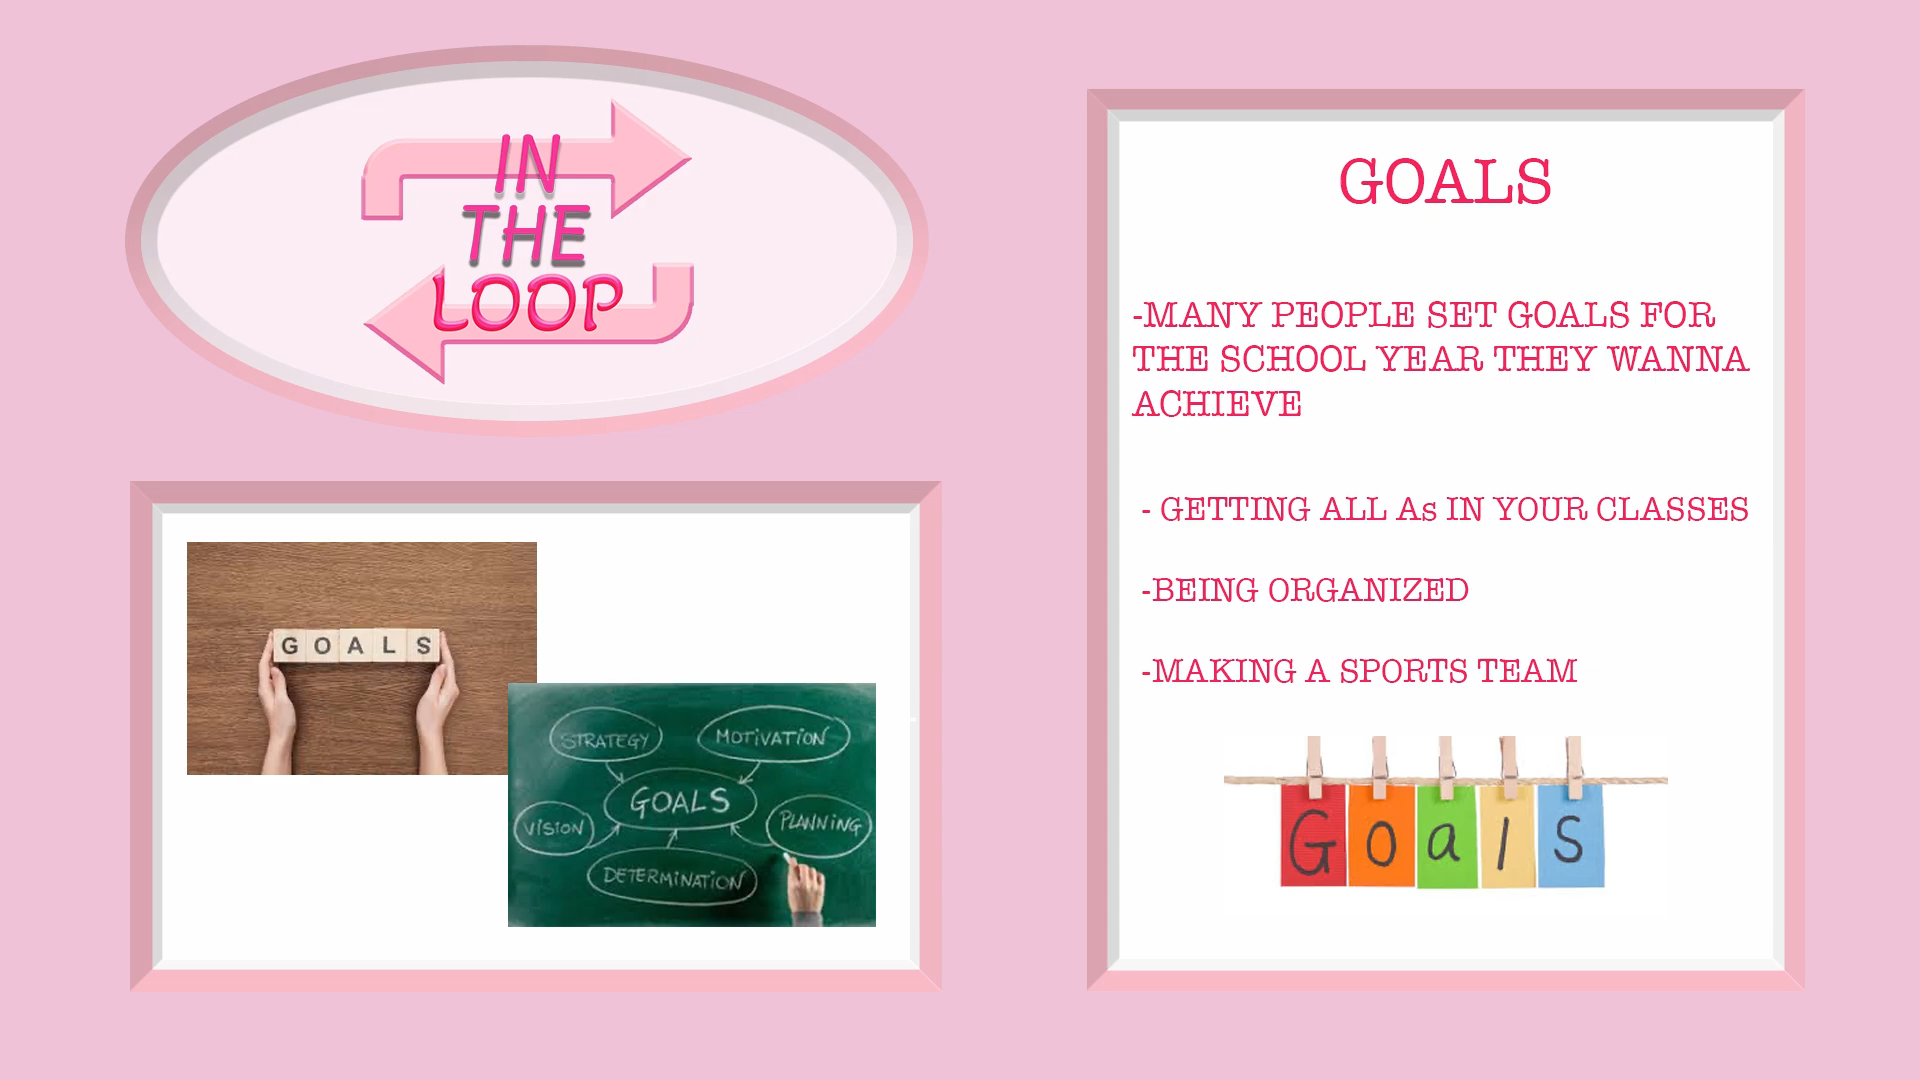 IN
THE
LOOP
GOALS
STRATEGY
MOTIVATION
GOALS
VISION
PLANNING
DETERMINATION
GOALS
-MANY PEOPLE SET GOALS FOR
THE SCHOOL YEAR THEY WANNA
ACHIEVE
- GETTING ALL As IN YOUR CLASSES
-BEING ORGANIZED
-MAKING A SPORTS TEAM
Goals